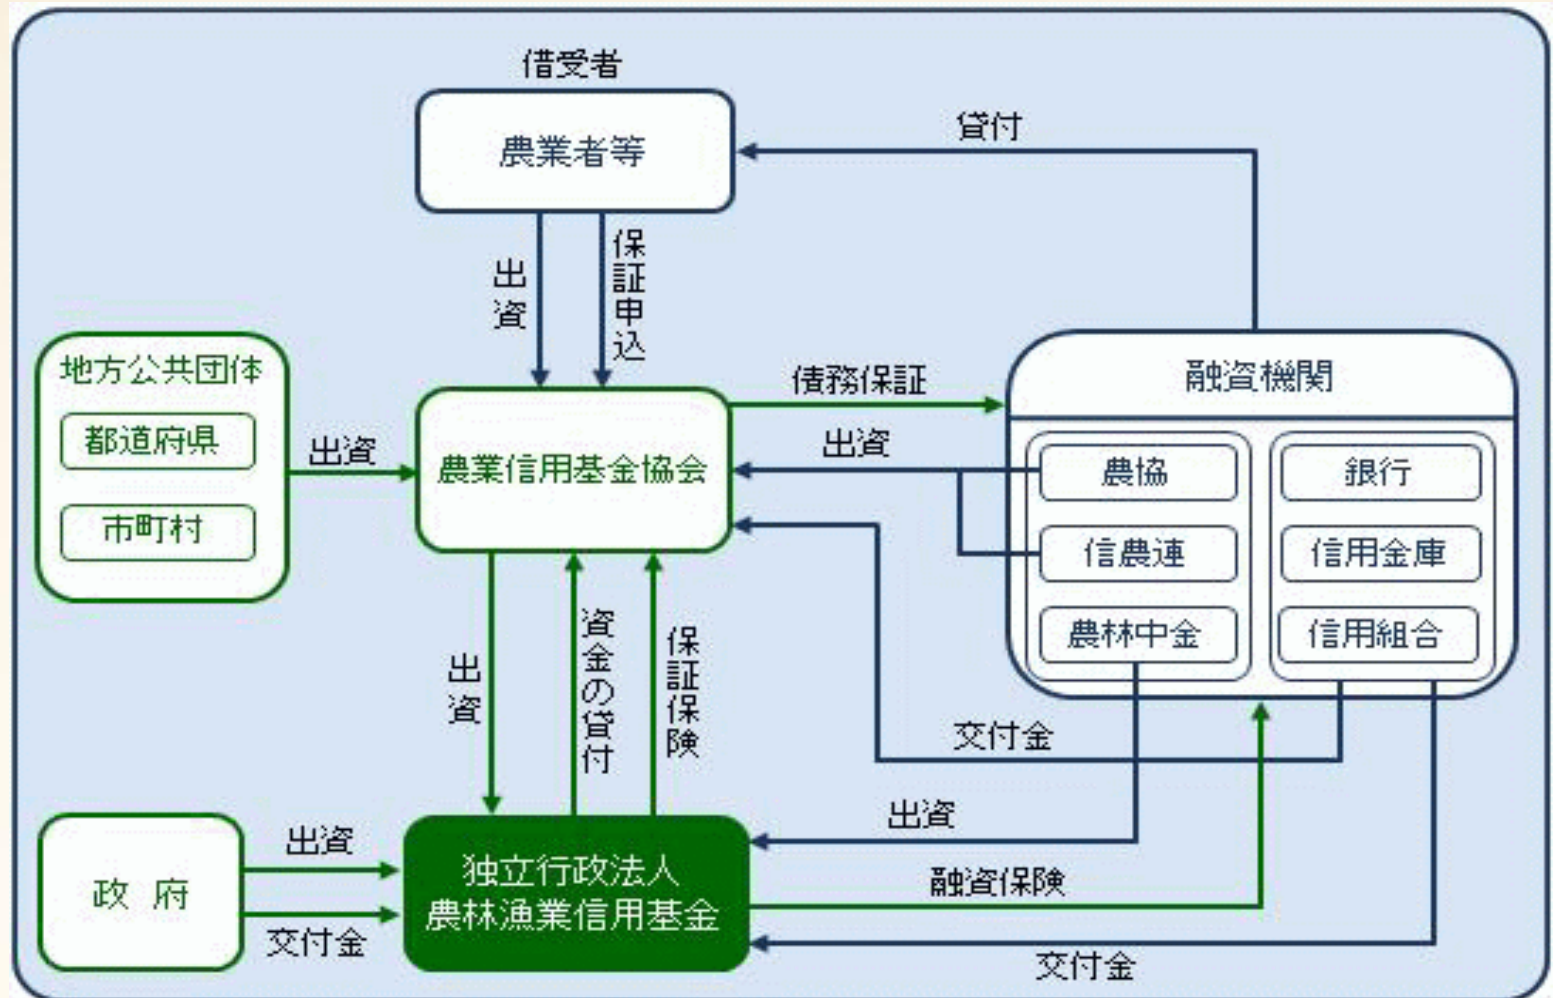 借受者
農業者等
貸付
出資
保証申込
地方公共団体
都道府県
市町村
出資
農業信用基金協会
債務保証
出資
融資機関
農協
信農連
農林中金
銀行
信用金庫
信用組合
出資
資金の貸付
保証保険
交付金
出資
政 府
出資
交付金
独立行政法人
農林漁業信用基金
融資保険
交付金